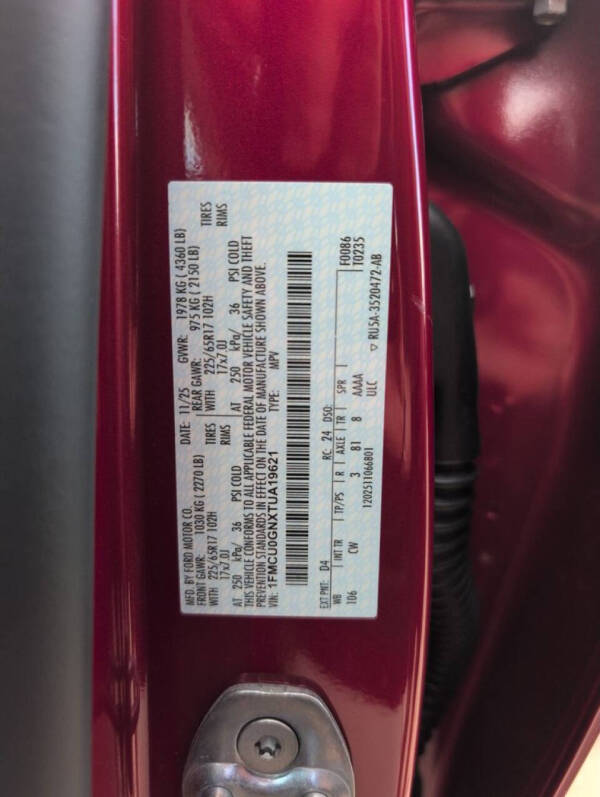 MFD. BY FORD MOTOR CO. DATE: 11/25 GVWR: 1978 KG ( 4360 LB)
FRONT GAWR: 1030 KG ( 2270 LB) REAR GAWR: 975 KG ( 2150 LB)
WITH 225/65R17 102H TIRES WITH 225/65R17 102H TIRES
17x7.0J RIMS 17x7.0J RIMS
AT 250 kPa/ 36 PSI COLD AT 250 kPa/ 36 PSI COLD
THIS VEHICLE CONFORMS TO ALL APPLICABLE FEDERAL MOTOR VEHICLE SAFETY AND THEFT
PREVENTION STANDARDS IN EFFECT ON THE DATE OF MANUFACTURE SHOWN ABOVE.
VIN: 1FMCU0GNXTUA19621 TYPE: MPV
F0086
T0235
EXT PNT: D4 RC: 24 DSO:
WB INT TR TP/PS R AXLE TR SPR
106 CW 3 81 8 AAAA
ULC
1202511066801
RU5A-3520472-AB